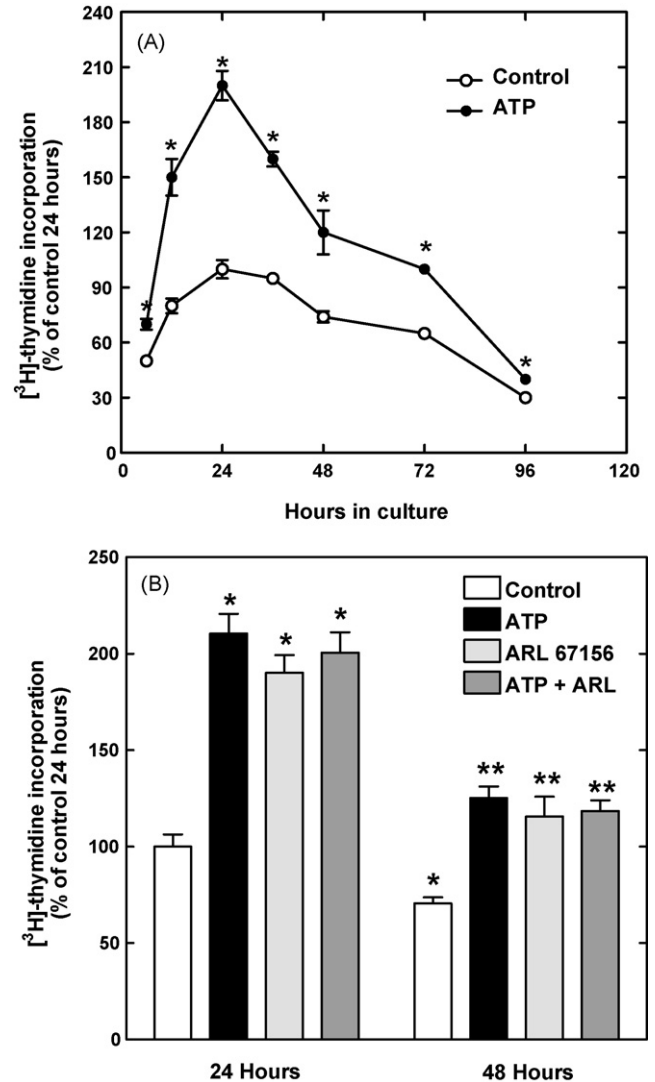 (A)
240
210
180
150
120
90
60
30
0
[³H]-thymidine incorporation
(% of control 24 hours)
Control
ATP
* * * * * * *
0 24 48 72 96 120
Hours in culture
(B)
250
200
150
100
50
0
[³H]-thymidine incorporation
(% of control 24 hours)
Control
ATP
ARL 67156
ATP + ARL
* * *
* ** ** **
24 Hours 48 Hours